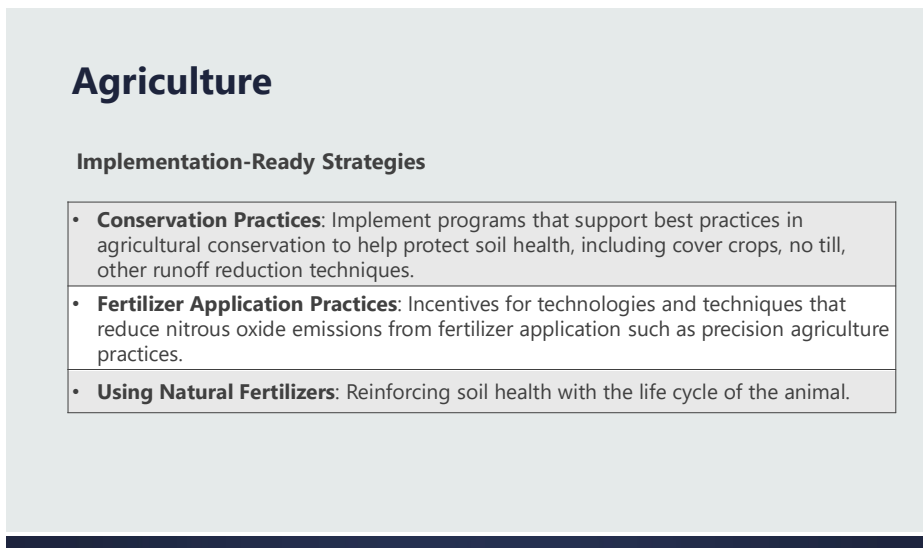 Agriculture
Implementation-Ready Strategies
• Conservation Practices: Implement programs that support best practices in
agricultural conservation to help protect soil health, including cover crops, no till,
other runoff reduction techniques.
• Fertilizer Application Practices: Incentives for technologies and techniques that
reduce nitrous oxide emissions from fertilizer application such as precision agriculture
practices.
• Using Natural Fertilizers: Reinforcing soil health with the life cycle of the animal.